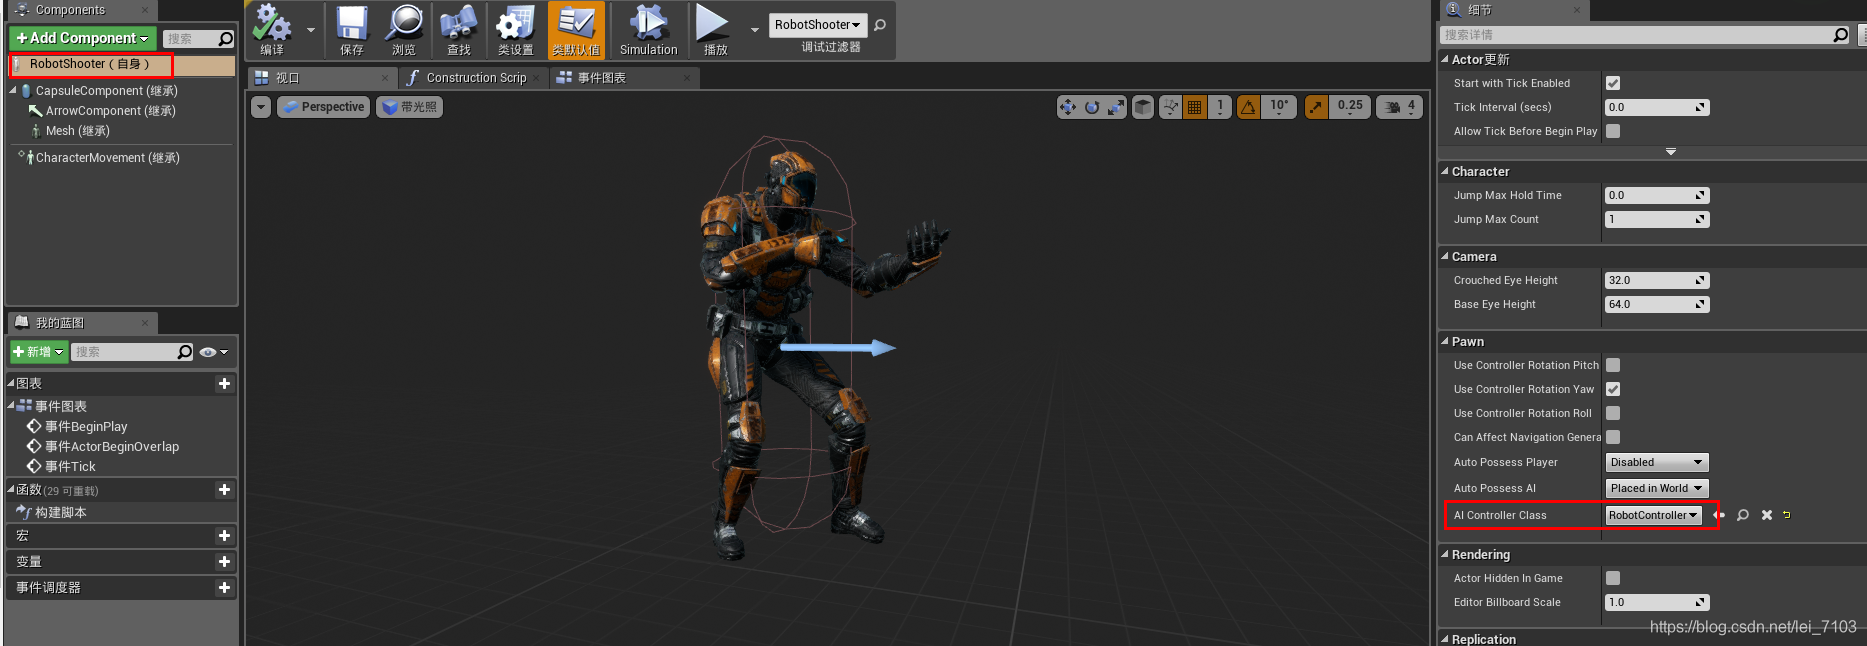 Components
+ Add Component
搜索
RobotShooter（自身）
CapsuleComponent (继承)
ArrowComponent (继承)
Mesh (继承)
CharacterMovement (继承)
我的蓝图
+新增
搜索
图表
事件图表
事件BeginPlay
事件ActorBeginOverlap
事件Tick
函数 (29 可重载)
构建脚本
宏
变量
事件调度器
编译
保存
浏览
查找
类设置
类默认值
Simulation
播放
RobotShooter
调试过滤器
视口
Construction Scrip
事件图表
Perspective
带光照
1
10°
0.25
4
细节
搜索详情
Actor更新
Start with Tick Enabled
Tick Interval (secs) 0.0
Allow Tick Before Begin Play
Character
Jump Max Hold Time 0.0
Jump Max Count 1
Camera
Crouched Eye Height 32.0
Base Eye Height 64.0
Pawn
Use Controller Rotation Pitch
Use Controller Rotation Yaw
Use Controller Rotation Roll
Can Affect Navigation Genera
Auto Possess Player Disabled
Auto Possess AI Placed in World
AI Controller Class RobotController
Rendering
Actor Hidden In Game
Editor Billboard Scale 1.0
Replication
https://blog.csdn.net/lei_7103